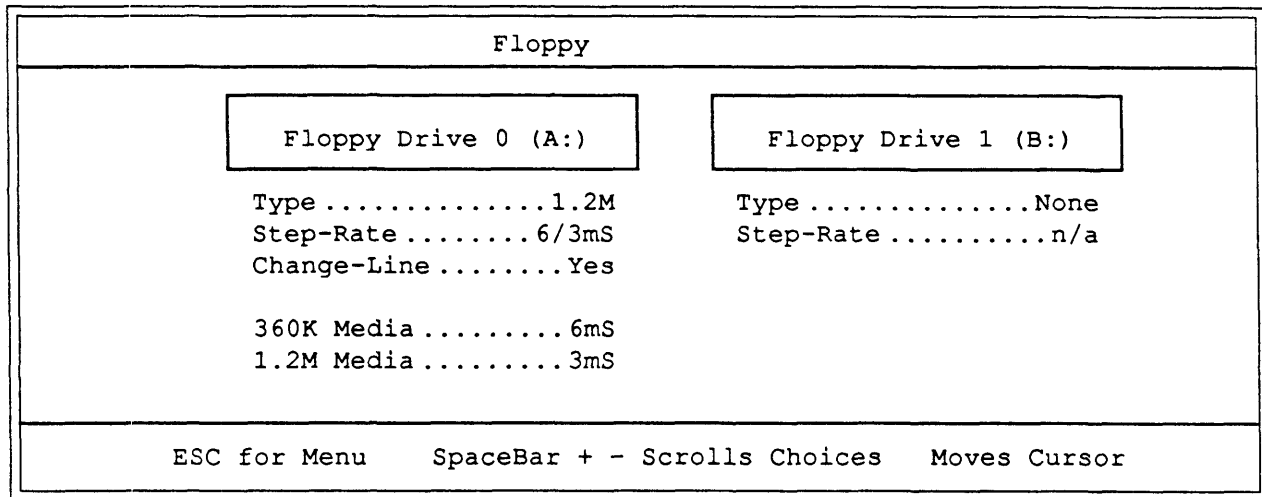 Floppy
Floppy Drive 0 (A:)
Floppy Drive 1 (B:)
Type..............1.2M
Step-Rate........6/3mS
Change-Line........Yes
360K Media.........6mS
1.2M Media.........3mS
Type..............None
Step-Rate..........n/a
ESC for Menu SpaceBar + - Scrolls Choices Moves Cursor